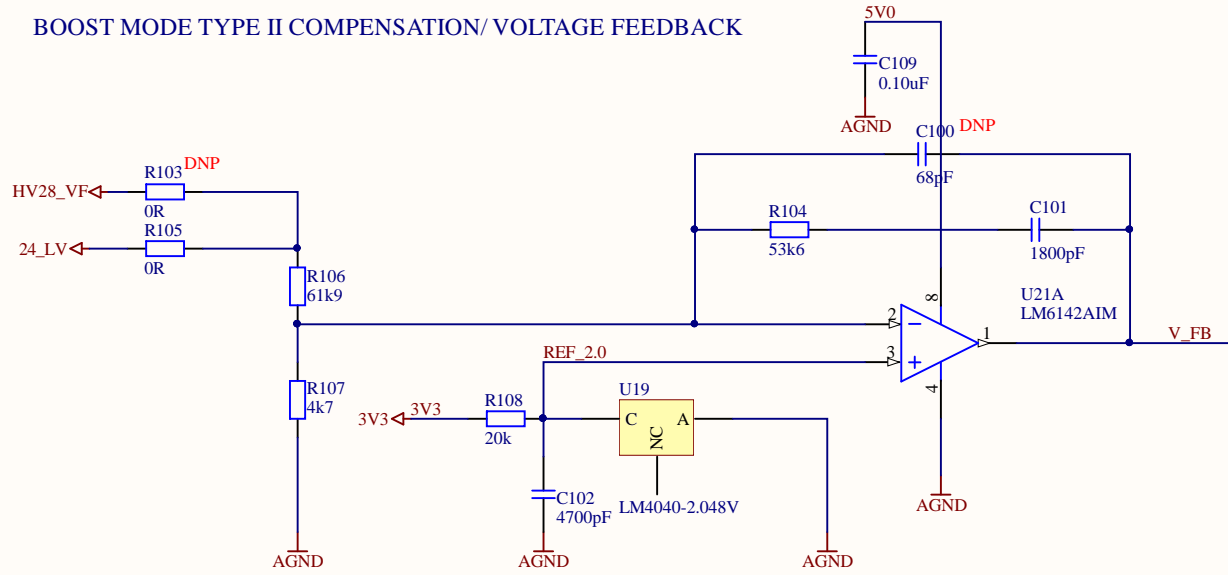 BOOST MODE TYPE II COMPENSATION/ VOLTAGE FEEDBACK
5V0
C109
0.10uF
AGND
C100 DNP
68pF
R103 DNP
HV28_VF
0R
R105
24_LV
0R
R104
53k6
C101
1800pF
R106
61k9
8
U21A
LM6142AIM
2
1
V_FB
3
REF_2.0
4
R107
4k7
U19
3V3 3V3
R108
20k
C A
NC
C102
4700pF
LM4040-2.048V
AGND
AGND
AGND
AGND